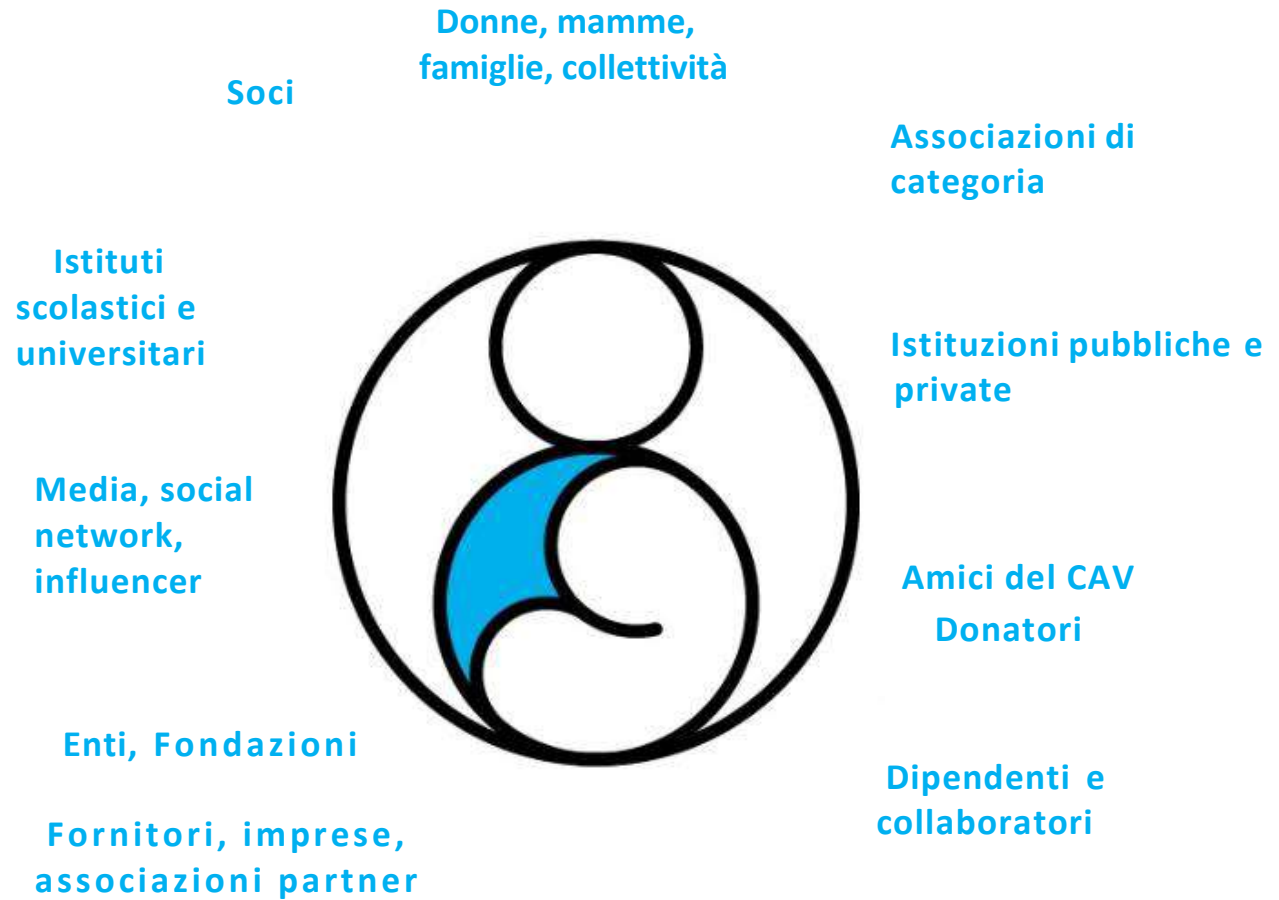 Donne, mamme,
famiglie, collettività
Soci
Associazioni di
categoria
Istituti
scolastici e
universitari
Istituzioni pubbliche e
private
Media, social
network,
influencer
Amici del CAV
Donatori
Enti, Fondazioni
Dipendenti e
collaboratori
Fornitori, imprese,
associazioni partner